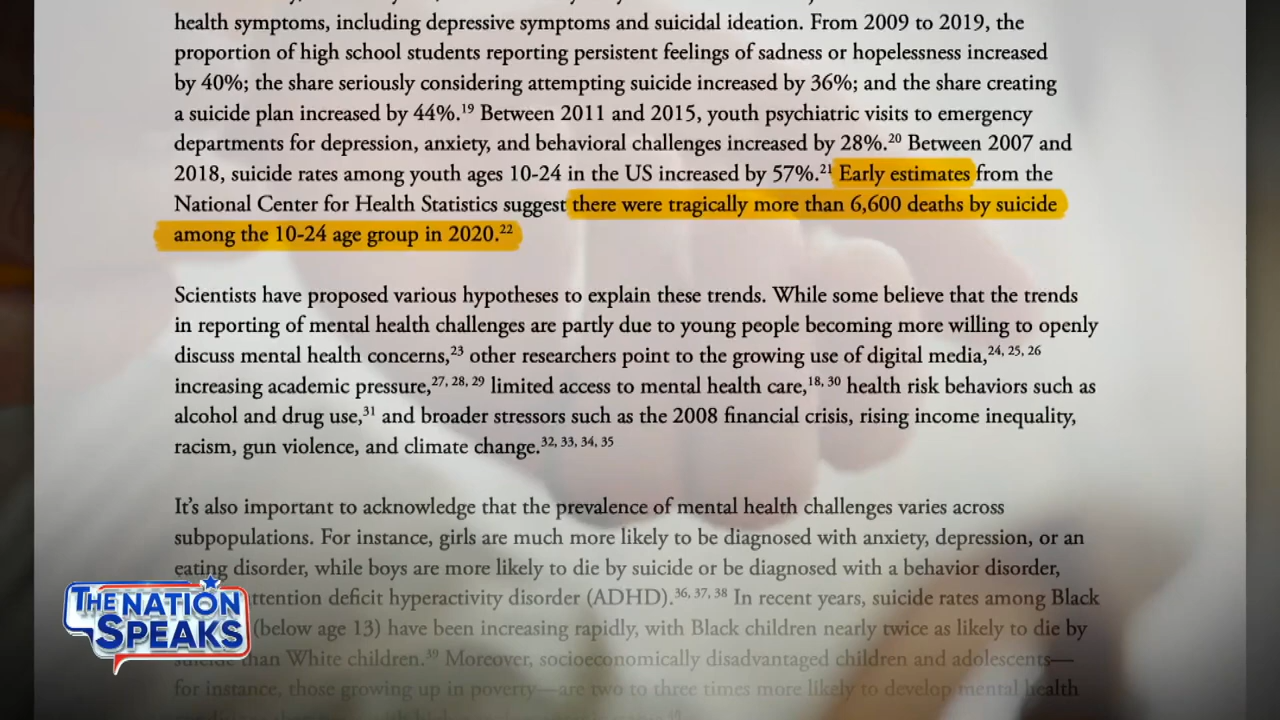 health symptoms, including depressive symptoms and suicidal ideation. From 2009 to 2019, the
proportion of high school students reporting persistent feelings of sadness or hopelessness increased
by 40%; the share seriously considering attempting suicide increased by 36%; and the share creating
a suicide plan increased by 44%.19 Between 2011 and 2015, youth psychiatric visits to emergency
departments for depression, anxiety, and behavioral challenges increased by 28%.20 Between 2007 and
2018, suicide rates among youth ages 10-24 in the US increased by 57%.21 Early estimates from the
National Center for Health Statistics suggest there were tragically more than 6,600 deaths by suicide
among the 10-24 age group in 2020.22
Scientists have proposed various hypotheses to explain these trends. While some believe that the trends
in reporting of mental health challenges are partly due to young people becoming more willing to openly
discuss mental health concerns,23 other researchers point to the growing use of digital media,24, 25, 26
increasing academic pressure,27, 28, 29 limited access to mental health care,18, 30 health risk behaviors such as
alcohol and drug use,31 and broader stressors such as the 2008 financial crisis, rising income inequality,
racism, gun violence, and climate change.32, 33, 34, 35
It's also important to acknowledge that the prevalence of mental health challenges varies across
subpopulations. For instance, girls are much more likely to be diagnosed with anxiety, depression, or an
eating disorder, while boys are more likely to die by suicide or be diagnosed with a behavior disorder,
ttention deficit hyperactivity disorder (ADHD).36, 37, 38 In recent years, suicide rates among Black
(below age 13) have been increasing rapidly, with Black children nearly twice as likely to die by
suicide than White children.39 Moreover, socioeconomically disadvantaged children and adolescents—
for instance, those growing up in poverty—are two to three times more likely to develop mental health
THE NATION
SPEAKS